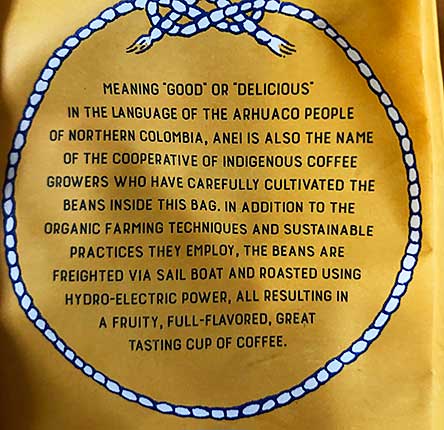 MEANING "GOOD" OR "DELICIOUS"
IN THE LANGUAGE OF THE ARHUACO PEOPLE
OF NORTHERN COLOMBIA, ANEI IS ALSO THE NAME
OF THE COOPERATIVE OF INDIGENOUS COFFEE
GROWERS WHO HAVE CAREFULLY CULTIVATED THE
BEANS INSIDE THIS BAG. IN ADDITION TO THE
ORGANIC FARMING TECHNIQUES AND SUSTAINABLE
PRACTICES THEY EMPLOY, THE BEANS ARE
FREIGHTED VIA SAIL BOAT AND ROASTED USING
HYDRO-ELECTRIC POWER, ALL RESULTING IN
A FRUITY, FULL-FLAVORED, GREAT
TASTING CUP OF COFFEE.